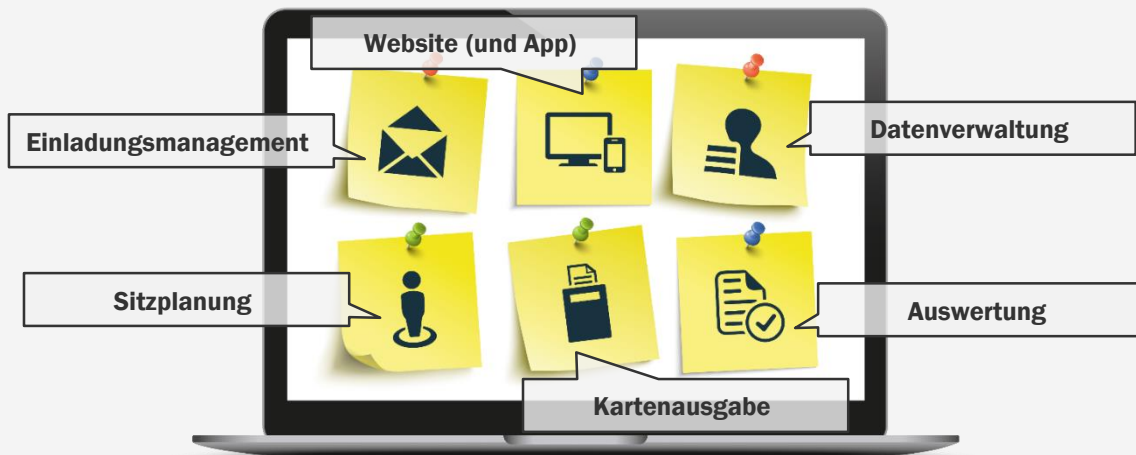 Website (und App)
Einladungsmanagement
Datenverwaltung
Sitzplanung
Auswertung
Kartenausgabe